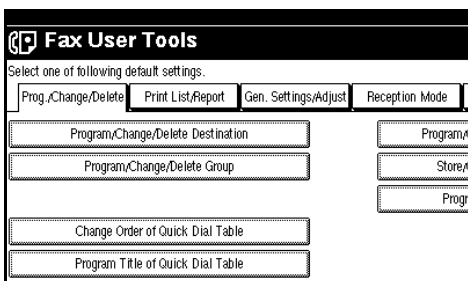 Fax User Tools
Select one of following default settings.
Prog./Change/Delete Print List/Report Gen. Settings/Adjust Reception Mode
Program/Change/Delete Destination Program/
Program/Change/Delete Group Store/
Progr
Change Order of Quick Dial Table
Program Title of Quick Dial Table